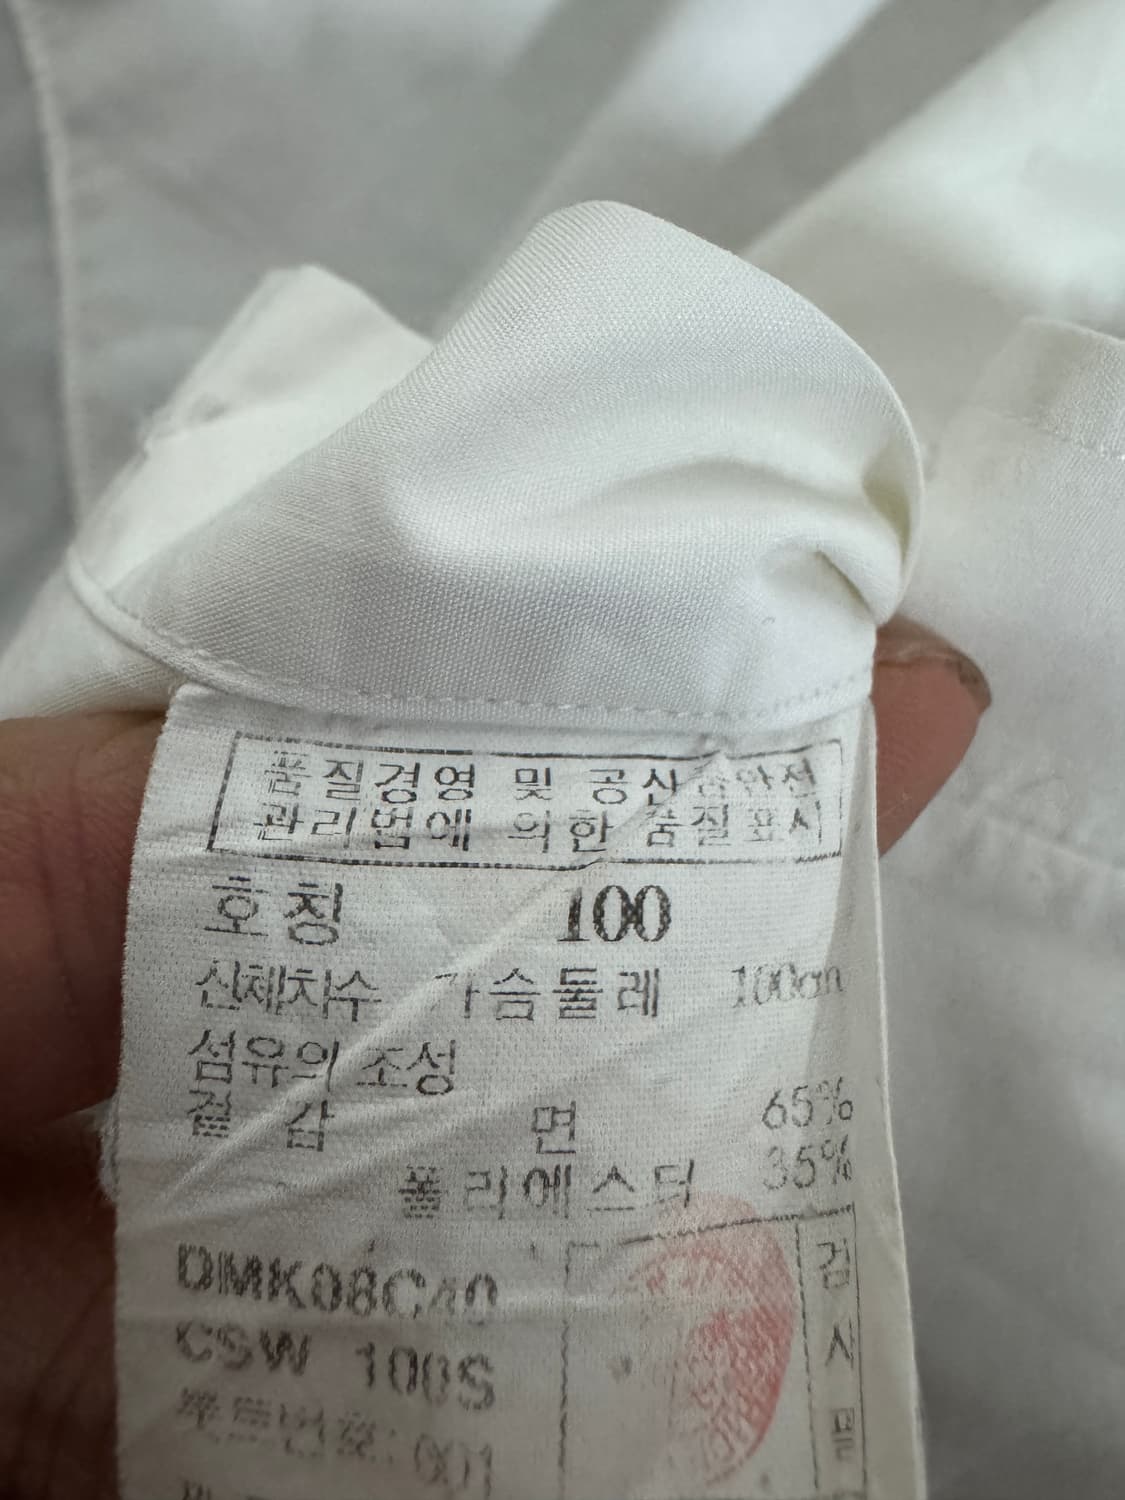 품질경영 및 공산품안전
관리법에 의한 품질표시
호칭 100
신체치수 가슴둘레 100cm
섬유의 조성
겉감 면 65%
폴리에스터 35%
DMK08C40
CSW 100S
검사필
001